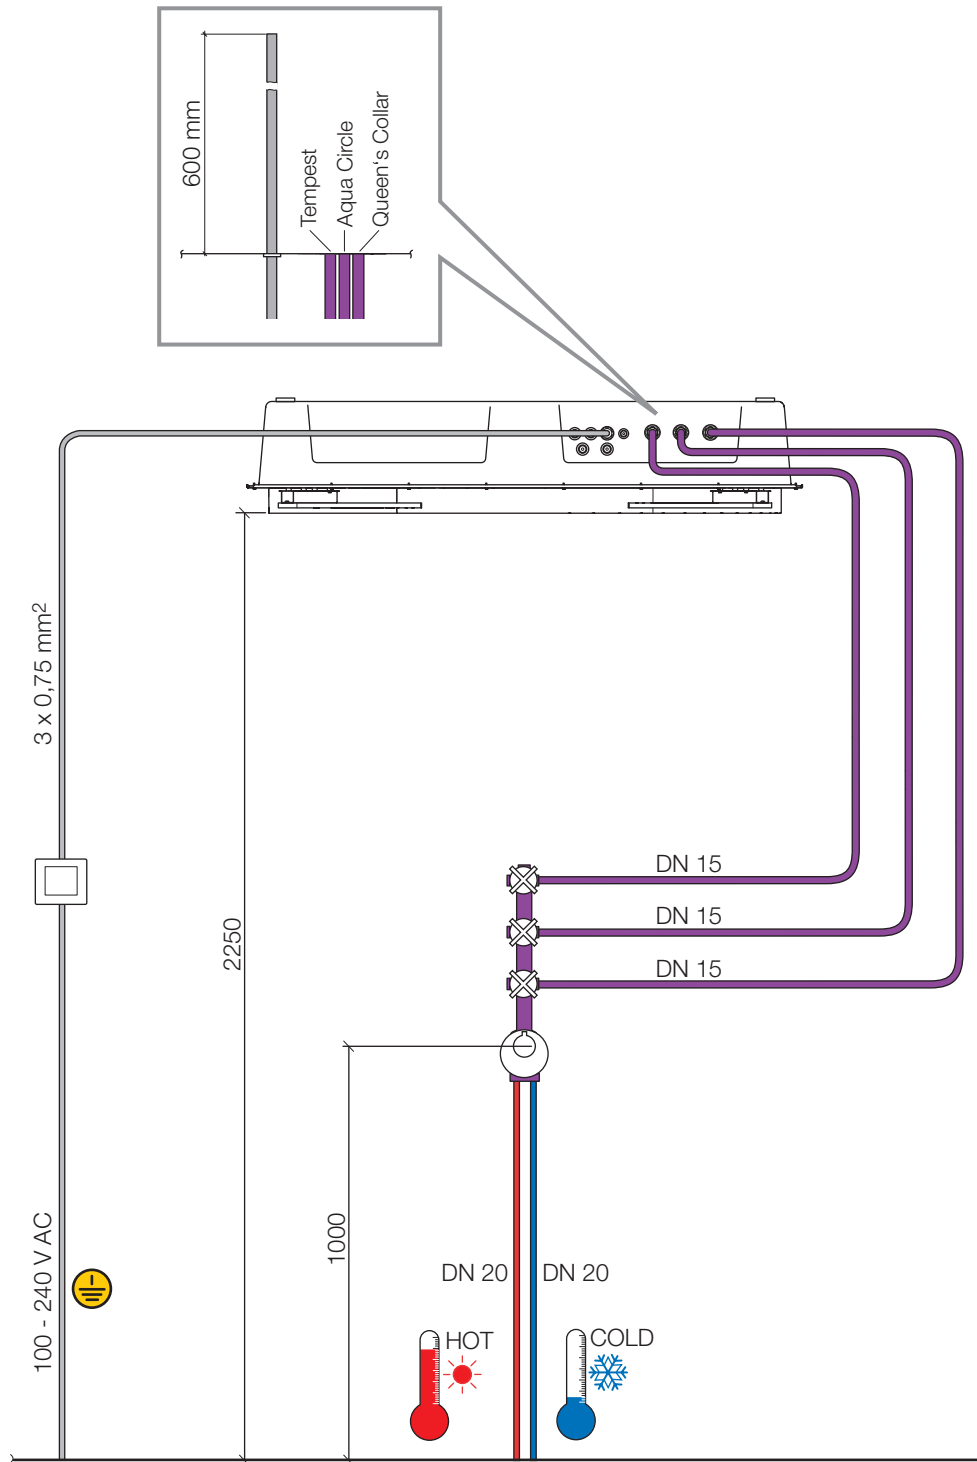 600 mm
Tempest
Aqua Circle
Queen's Collar
3 x 0,75 mm²
DN 15
DN 15
DN 15
2250
1000
100 - 240 V AC
DN 20
DN 20
HOT
COLD